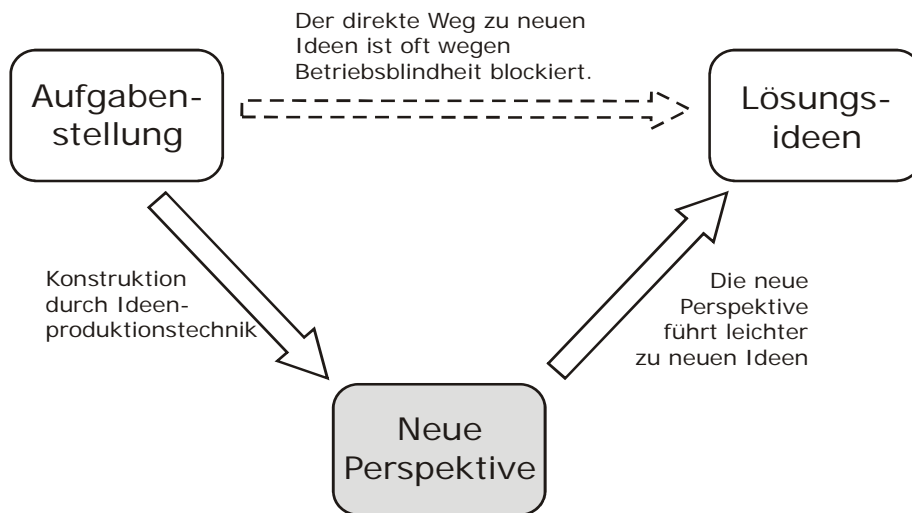 Der direkte Weg zu neuen
Ideen ist oft wegen
Betriebsblindheit blockiert.
Aufgaben-
stellung
Lösungs-
ideen
Konstruktion
durch Ideen-
produktionstechnik
Die neue
Perspektive
führt leichter
zu neuen Ideen
Neue
Perspektive